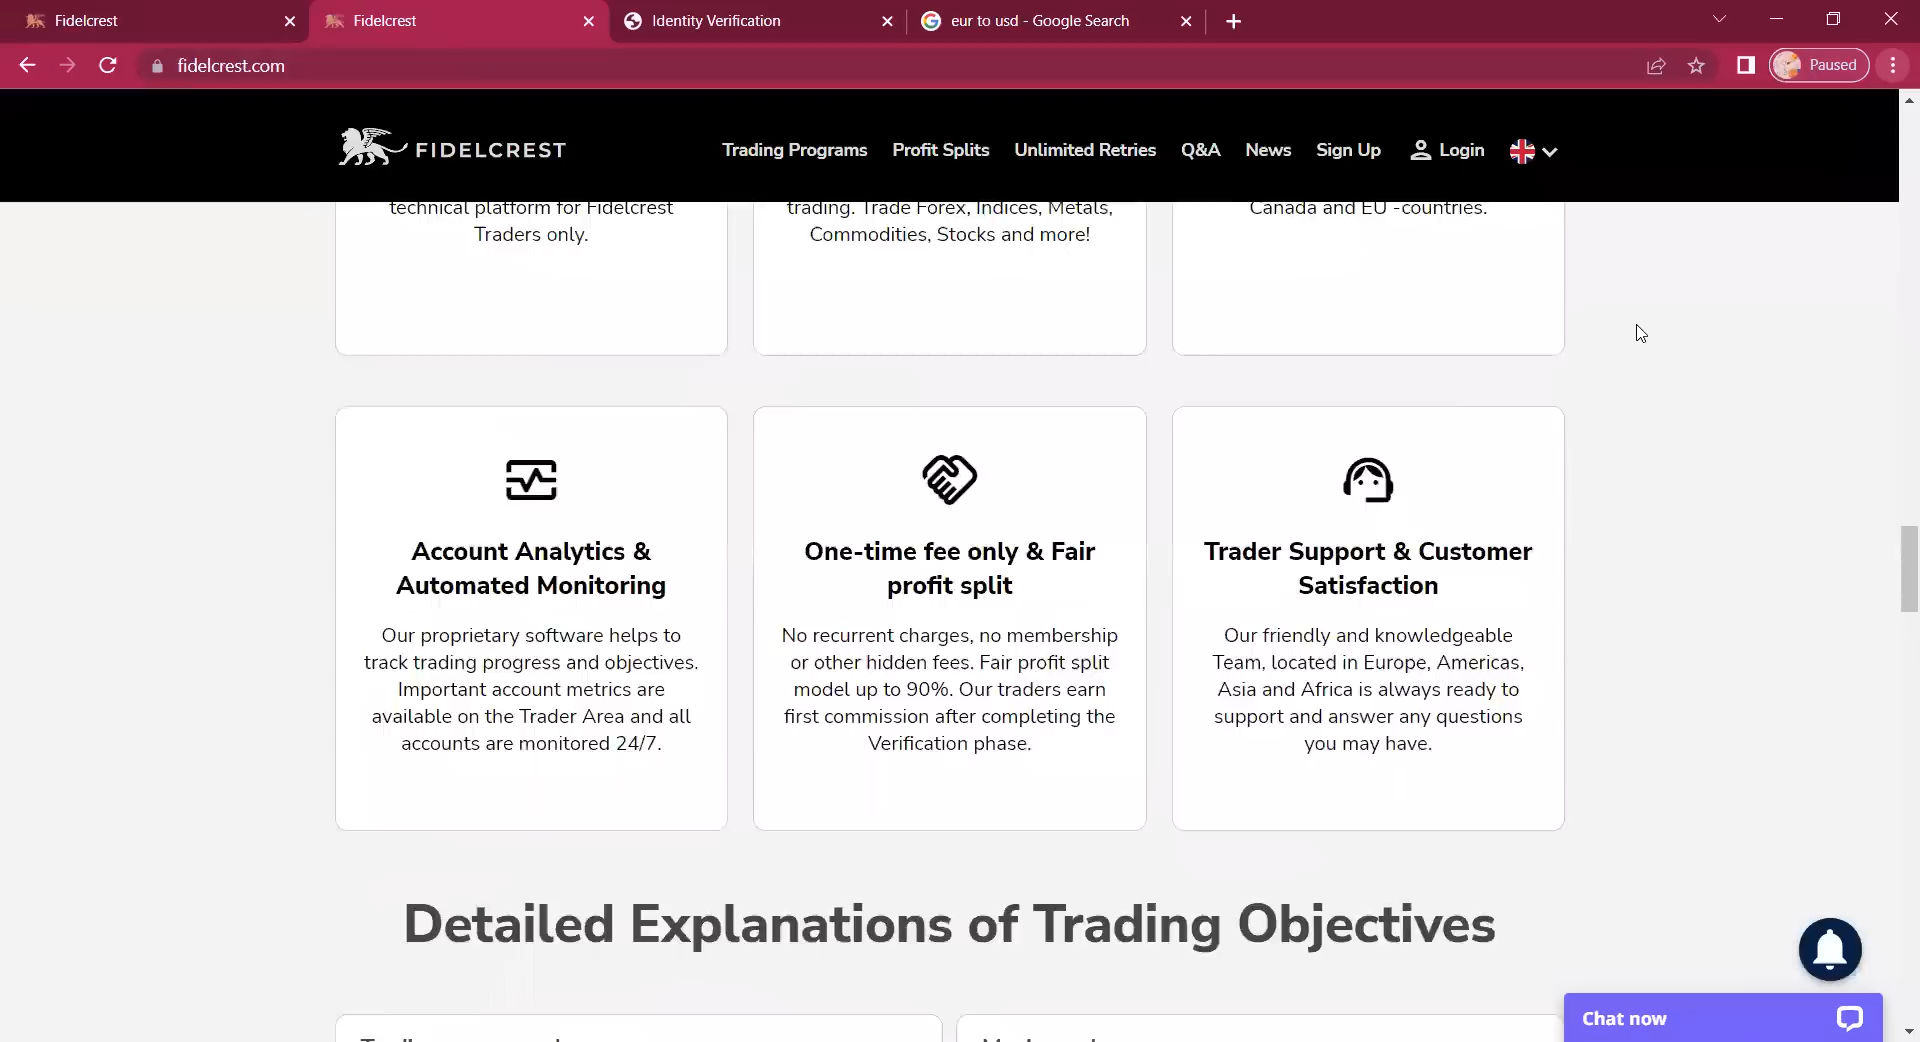 Fidelcrest
Fidelcrest
Identity Verification
eur to usd - Google Search
fidelcrest.com
Paused
FIDELCREST
Trading Programs
Profit Splits
Unlimited Retries
Q&A
News
Sign Up
Login
technical platform for Fidelcrest
Traders only.
trading. Trade Forex, Indices, Metals,
Commodities, Stocks and more!
Canada and EU -countries.
Account Analytics &
Automated Monitoring
Our proprietary software helps to
track trading progress and objectives.
Important account metrics are
available on the Trader Area and all
accounts are monitored 24/7.
One-time fee only & Fair
profit split
No recurrent charges, no membership
or other hidden fees. Fair profit split
model up to 90%. Our traders earn
first commission after completing the
Verification phase.
Trader Support & Customer
Satisfaction
Our friendly and knowledgeable
Team, located in Europe, Americas,
Asia and Africa is always ready to
support and answer any questions
you may have.
Detailed Explanations of Trading Objectives
Chat now